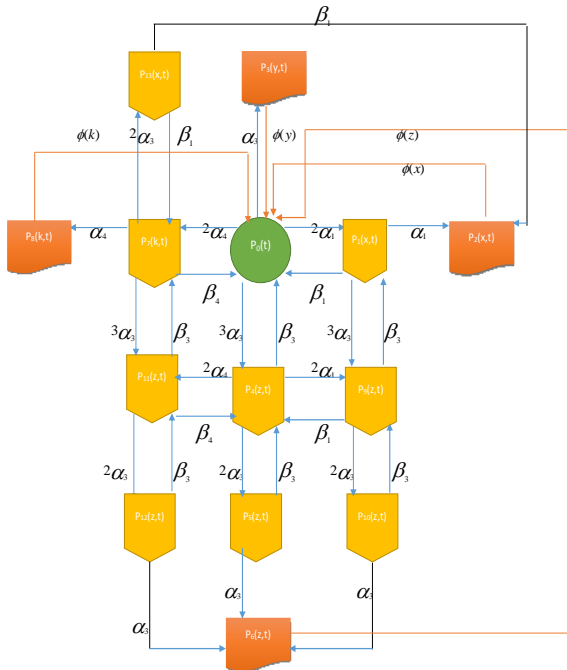 β₁
P₁₃(x,t)
P₃(y,t)
ϕ(k)
²α₃
β₁
α₃
ϕ(y)
ϕ(z)
ϕ(x)
P₈(k,t)
α₄
P₇(k,t)
²α₄
P₀(t)
²α₁
P₁(x,t)
α₁
P₂(x,t)
β₄
β₁
³α₃
β₃
³α₃
β₃
³α₃
β₃
P₁₁(z,t)
²α₄
P₄(z,t)
²α₁
P₉(z,t)
β₄
β₁
²α₃
β₃
²α₃
β₃
²α₃
β₃
P₁₂(z,t)
P₅(z,t)
P₁₀(z,t)
α₃
α₃
α₃
P₆(z,t)